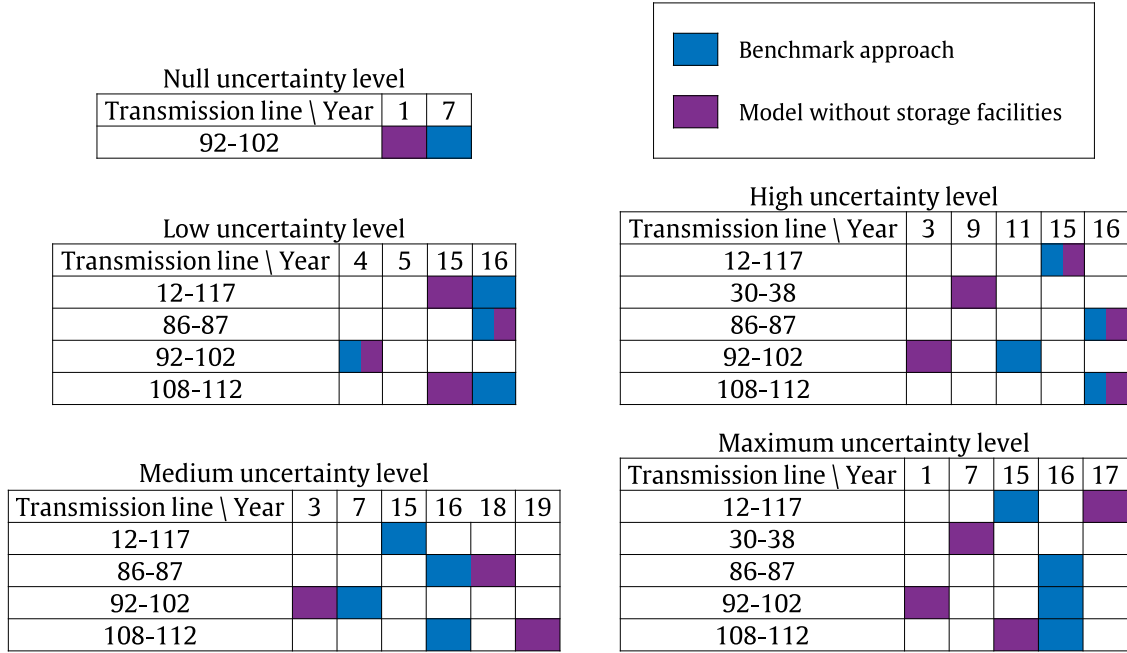 Benchmark approach
Model without storage facilities
Null uncertainty level
Transmission line \ Year 1 7
92-102
Low uncertainty level
Transmission line \ Year 4 5 15 16
12-117
86-87
92-102
108-112
High uncertainty level
Transmission line \ Year 3 9 11 15 16
12-117
30-38
86-87
92-102
108-112
Medium uncertainty level
Transmission line \ Year 3 7 15 16 18 19
12-117
86-87
92-102
108-112
Maximum uncertainty level
Transmission line \ Year 1 7 15 16 17
12-117
30-38
86-87
92-102
108-112